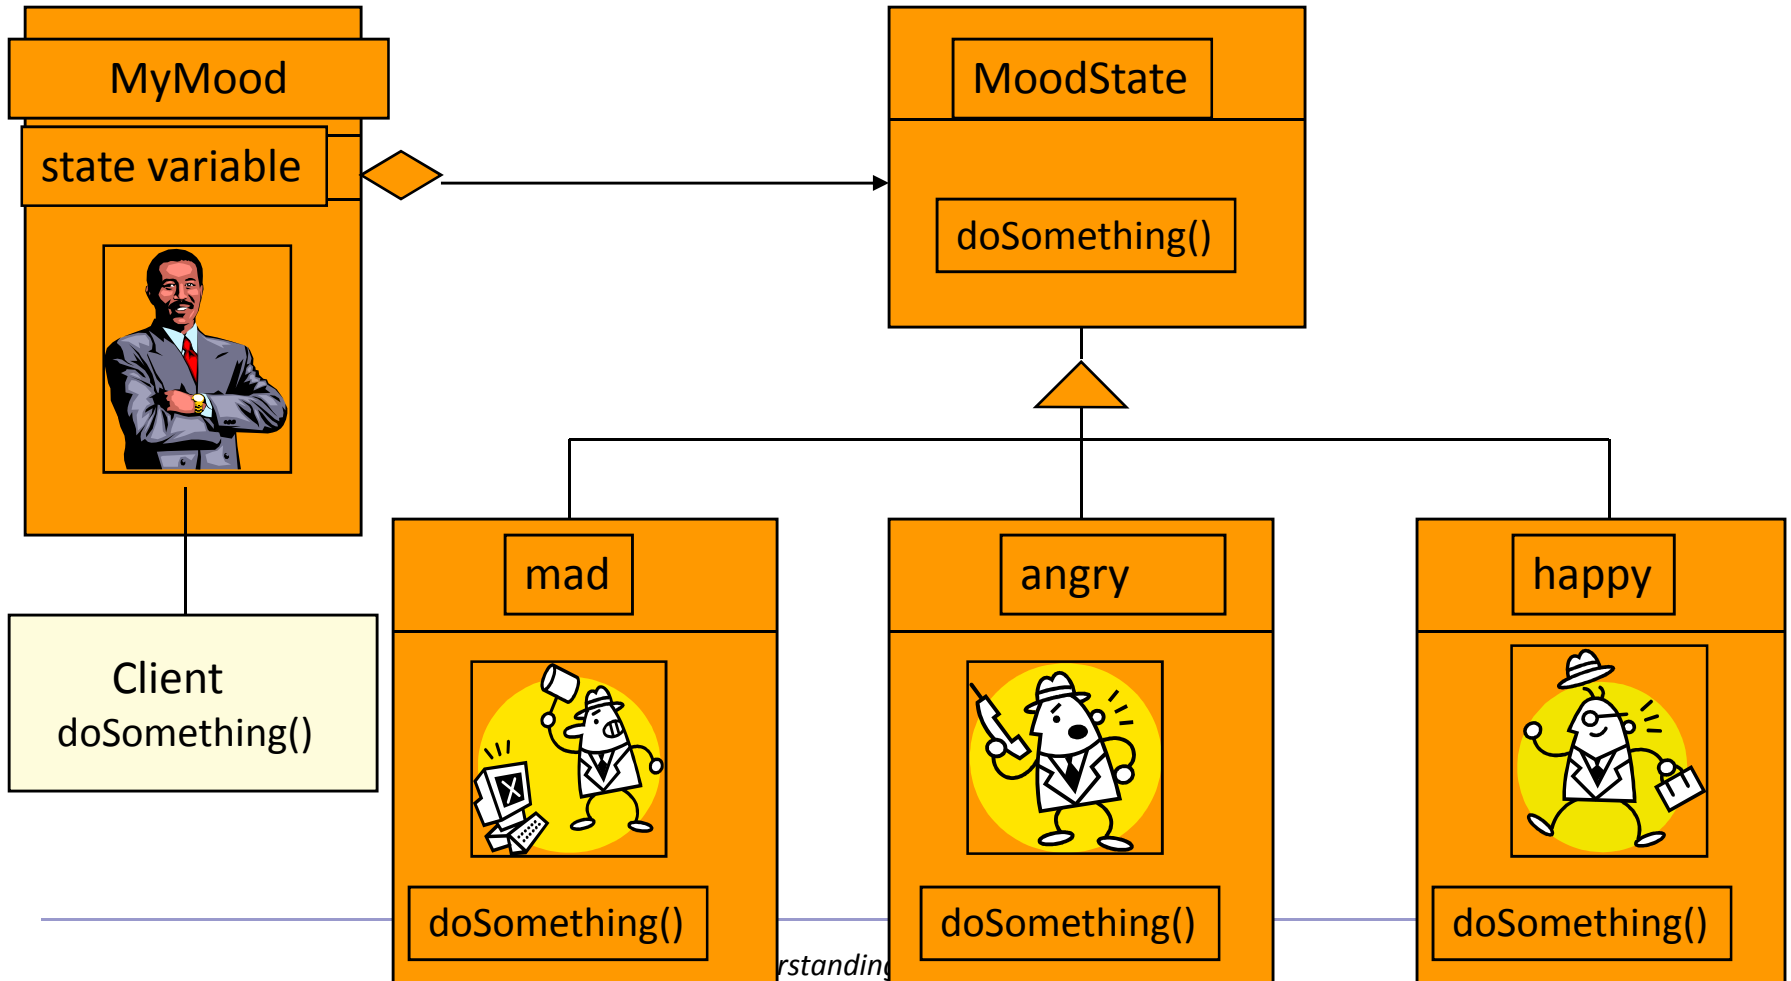 MyMood
state variable
MoodState
doSomething()
mad
angry
happy
Client
doSomething()
doSomething()
doSomething()
doSomething()